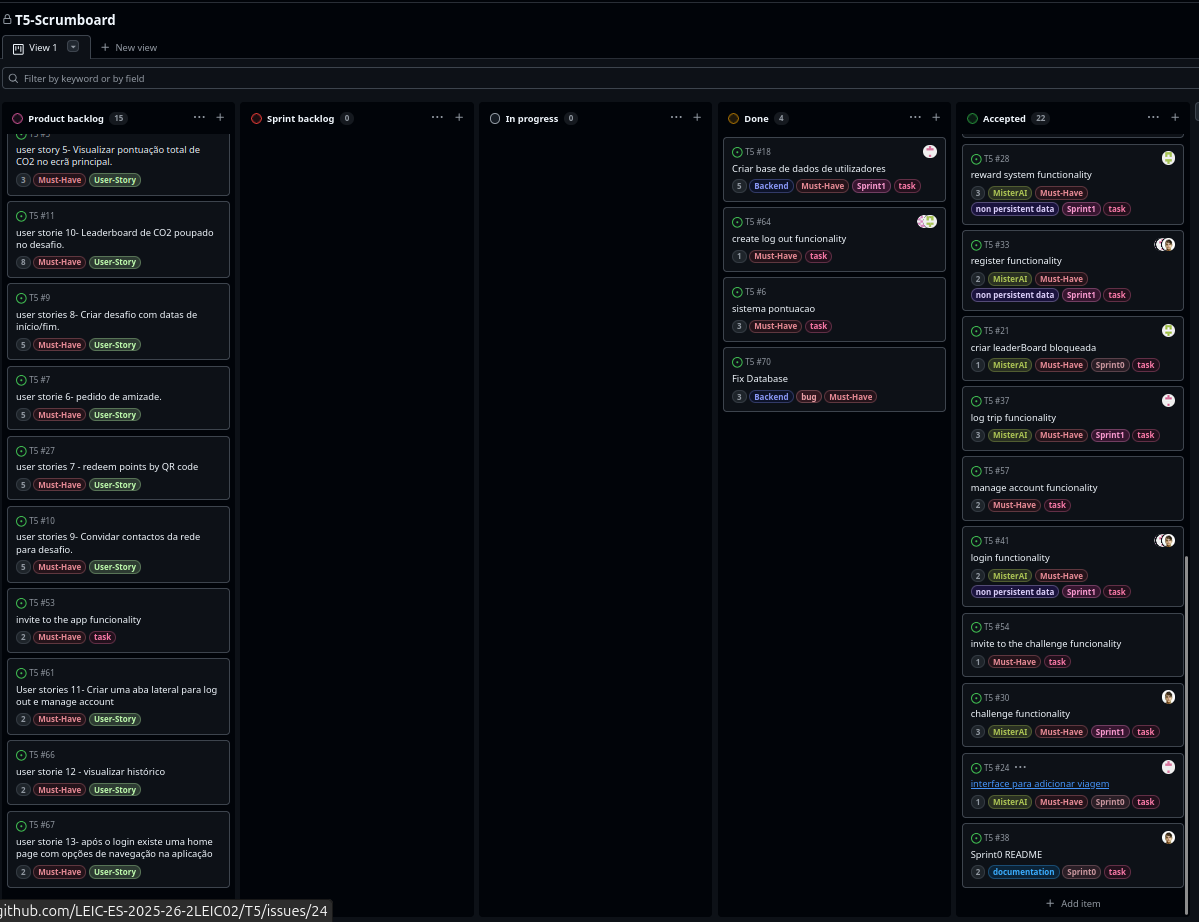 T5-Scrumboard
View 1
New view
Filter by keyword or by field
Product backlog 15
user story 5- Visualizar pontuação total de
CO2 no ecrã principal.
3 Must-Have User-Story
T5 #11
user storie 10- Leaderboard de CO2 poupado
no desafio.
8 Must-Have User-Story
T5 #9
user stories 8- Criar desafio com datas de
início/fim.
5 Must-Have User-Story
T5 #7
user storie 6- pedido de amizade.
5 Must-Have User-Story
T5 #27
user stories 7 - redeem points by QR code
5 Must-Have User-Story
T5 #10
user stories 9- Convidar contactos da rede
para desafio.
5 Must-Have User-Story
T5 #53
invite to the app funcionality
2 Must-Have task
T5 #61
User stories 11- Criar uma aba lateral para log
out e manage account
2 Must-Have User-Story
T5 #66
user storie 12 - visualizar histórico
2 Must-Have User-Story
T5 #67
user storie 13- após o login existe uma home
page com opções de navegação na aplicação
2 Must-Have User-Story
Sprint backlog 0
In progress 0
Done 4
T5 #18
Criar base de dados de utilizadores
5 Backend Must-Have Sprint1 task
T5 #64
create log out funcionality
1 Must-Have task
T5 #6
sistema pontuacao
3 Must-Have task
T5 #70
Fix Database
3 Backend bug Must-Have
Accepted 22
T5 #28
reward system functionality
3 MisterAI Must-Have
non persistent data Sprint1 task
T5 #33
register functionality
2 MisterAI Must-Have
non persistent data Sprint1 task
T5 #21
criar leaderBoard bloqueada
1 MisterAI Must-Have Sprint0 task
T5 #37
log trip functionality
3 MisterAI Must-Have Sprint1 task
T5 #57
manage account funcionality
2 Must-Have task
T5 #41
login functionality
2 MisterAI Must-Have
non persistent data Sprint1 task
T5 #54
invite to the challenge funcionality
1 Must-Have task
T5 #30
challenge functionality
3 MisterAI Must-Have Sprint1 task
T5 #24
interface para adicionar viagem
1 MisterAI Must-Have Sprint0 task
T5 #38
Sprint0 README
2 documentation Sprint0 task
Add item
github.com/LEIC-ES-2025-26-2LEIC02/T5/issues/24